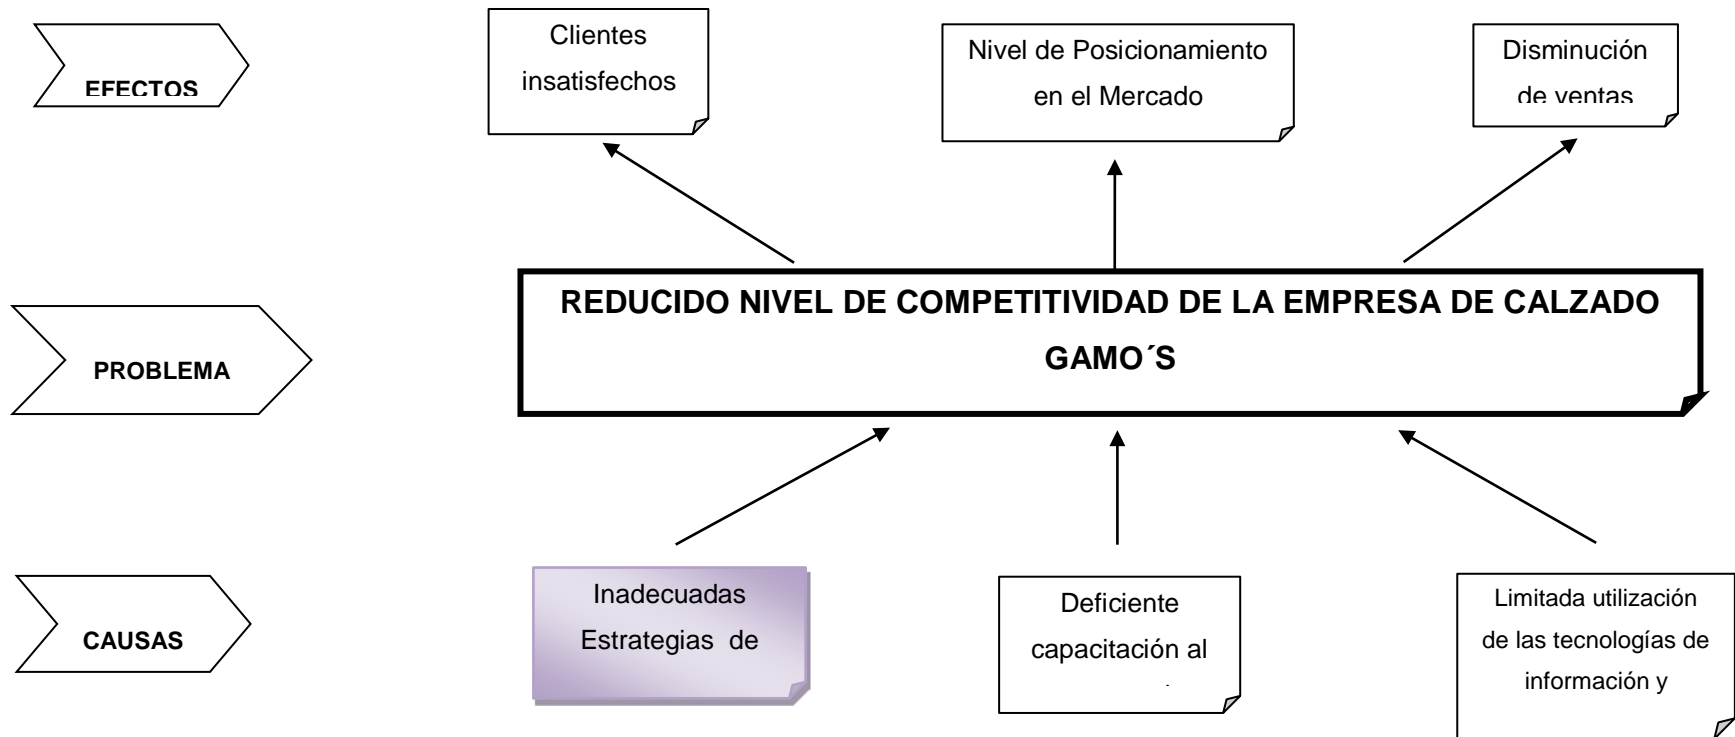 EFECTOS
Clientes
insatisfechos
Nivel de Posicionamiento
en el Mercado
Disminución
de ventas
PROBLEMA
REDUCIDO NIVEL DE COMPETITIVIDAD DE LA EMPRESA DE CALZADO
GAMO´S
CAUSAS
Inadecuadas
Estrategias de
Deficiente
capacitación al
Limitada utilización
de las tecnologías de
información y